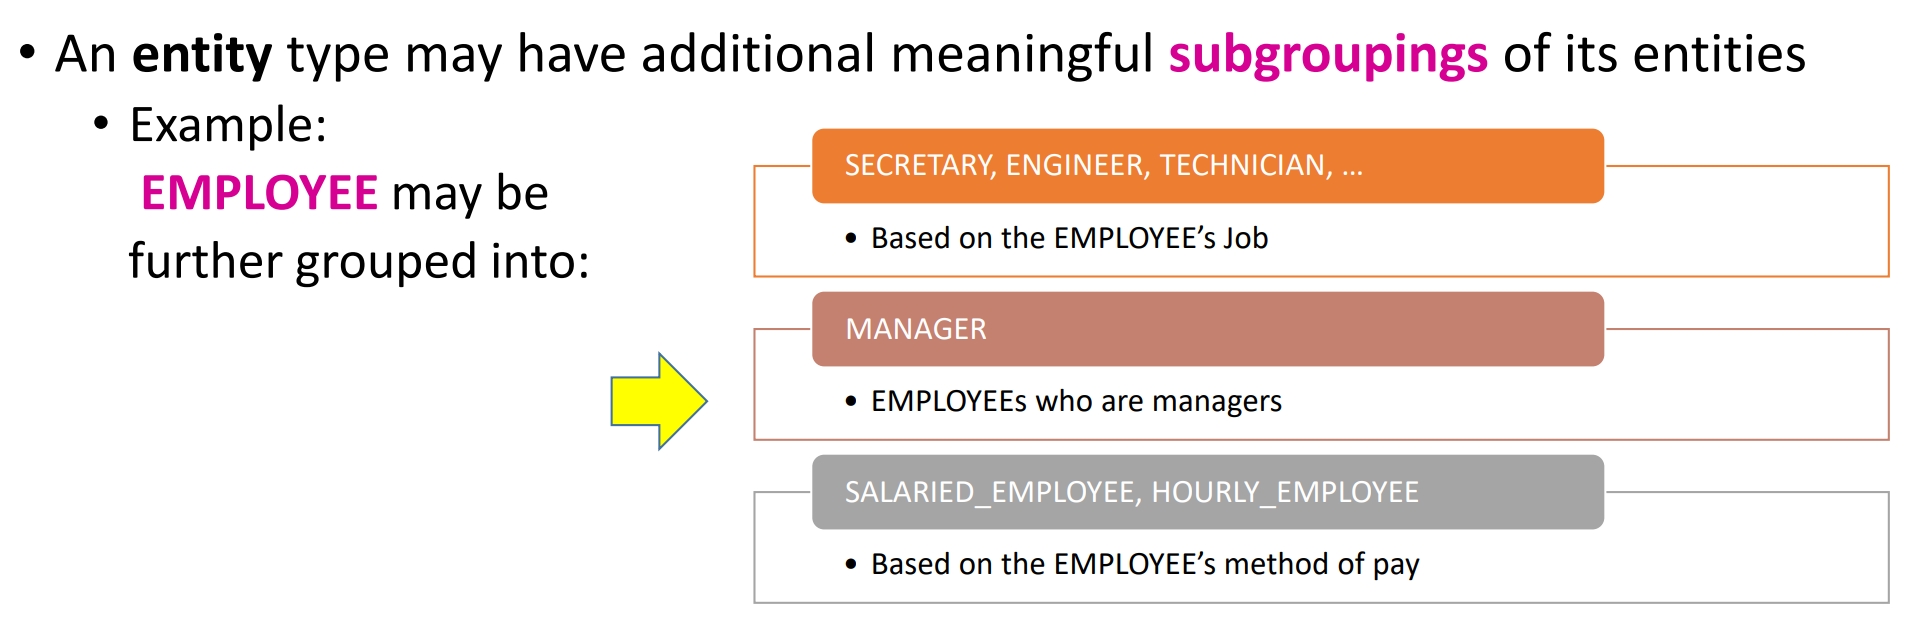 • An entity type may have additional meaningful subgroupings of its entities
• Example:
EMPLOYEE may be
further grouped into:
SECRETARY, ENGINEER, TECHNICIAN, ...
• Based on the EMPLOYEE’s Job
MANAGER
• EMPLOYEEs who are managers
SALARIED_EMPLOYEE, HOURLY_EMPLOYEE
• Based on the EMPLOYEE’s method of pay